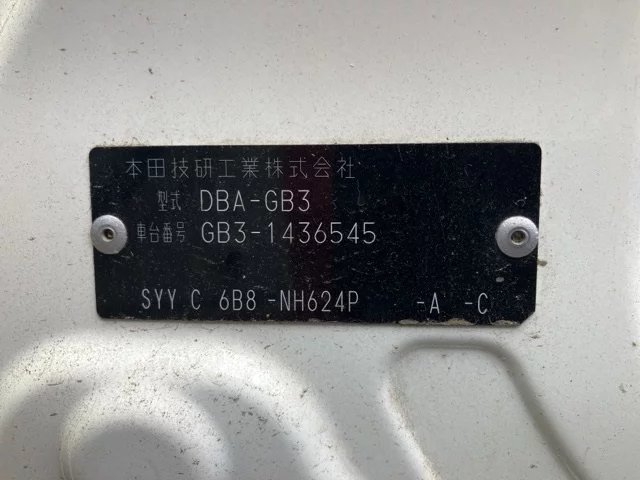 本田技研工業株式会社
型式 DBA-GB3
車台番号 GB3-1436545
SYY C 6B8 -NH624P -A -C